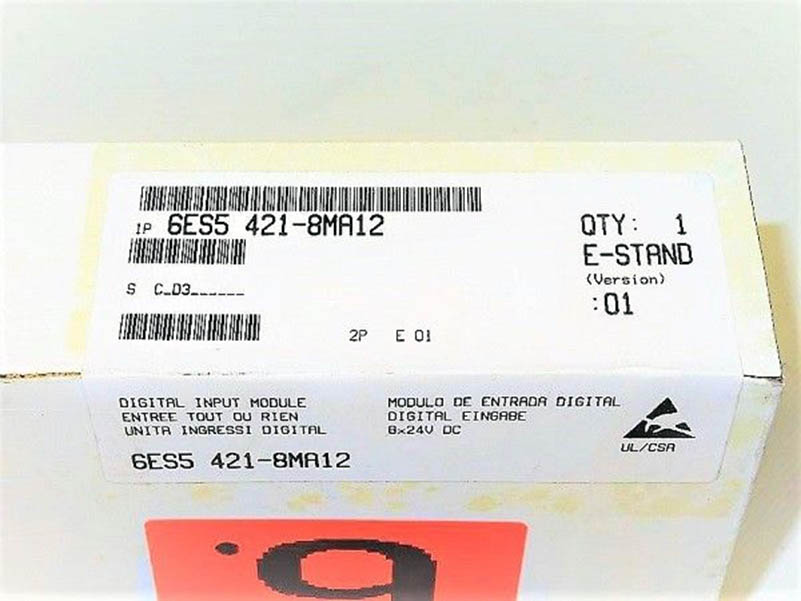 1P 6ES5 421-8MA12
QTY: 1
E-STAND
(Version)
:01
S C_D3______
2P E 01
DIGITAL INPUT MODULE
ENTREE TOUT OU RIEN
UNITA INGRESSI DIGITAL
MODULO DE ENTRADA DIGITAL
DIGITAL EINGABE
8x24V DC
UL/CSA
6ES5 421-8MA12